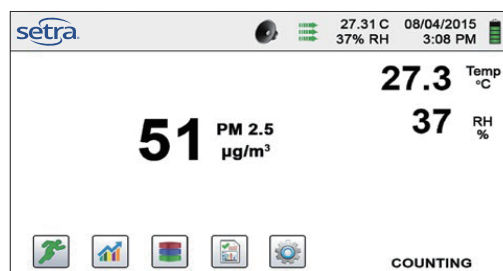 setra
27.31 C 08/04/2015
37% RH 3:08 PM
27.3 Temp °C
37 RH %
51 PM 2.5 µg/m³
COUNTING